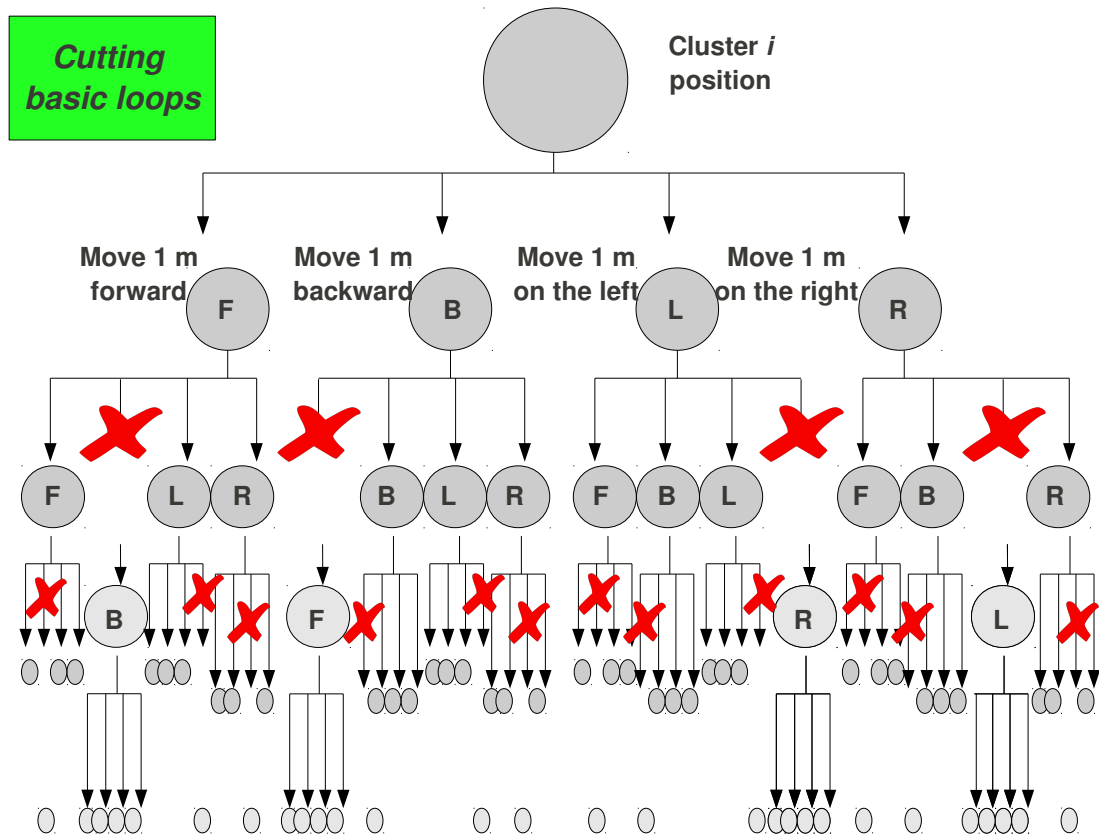 Cutting
basic loops
Cluster i
position
Move 1 m
forward
Move 1 m
backward
Move 1 m
on the left
Move 1 m
on the right
F
B
L
R
F
L
R
B
L
R
F
B
L
F
B
R
B
F
R
L